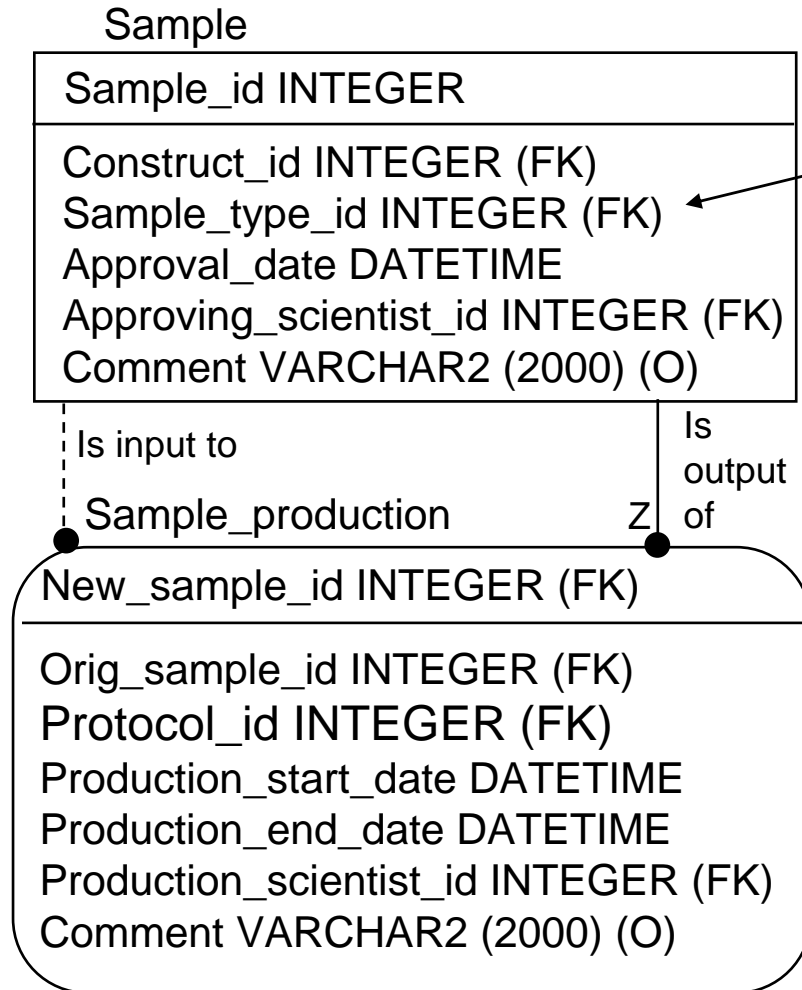 Sample
Sample_id INTEGER
Construct_id INTEGER (FK)
Sample_type_id INTEGER (FK)
Approval_date DATETIME
Approving_scientist_id INTEGER (FK)
Comment VARCHAR2 (2000) (O)
Is input to
Is
output
of
Sample_production
Z
New_sample_id INTEGER (FK)
Orig_sample_id INTEGER (FK)
Protocol_id INTEGER (FK)
Production_start_date DATETIME
Production_end_date DATETIME
Production_scientist_id INTEGER (FK)
Comment VARCHAR2 (2000) (O)